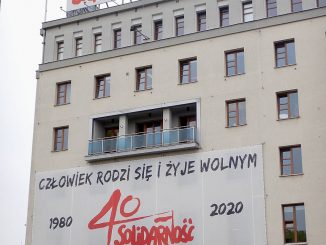 CZŁOWIEK RODZI SIĘ I ŻYJE WOLNYM
1980 40 2020
SOLIDARNOŚĆ